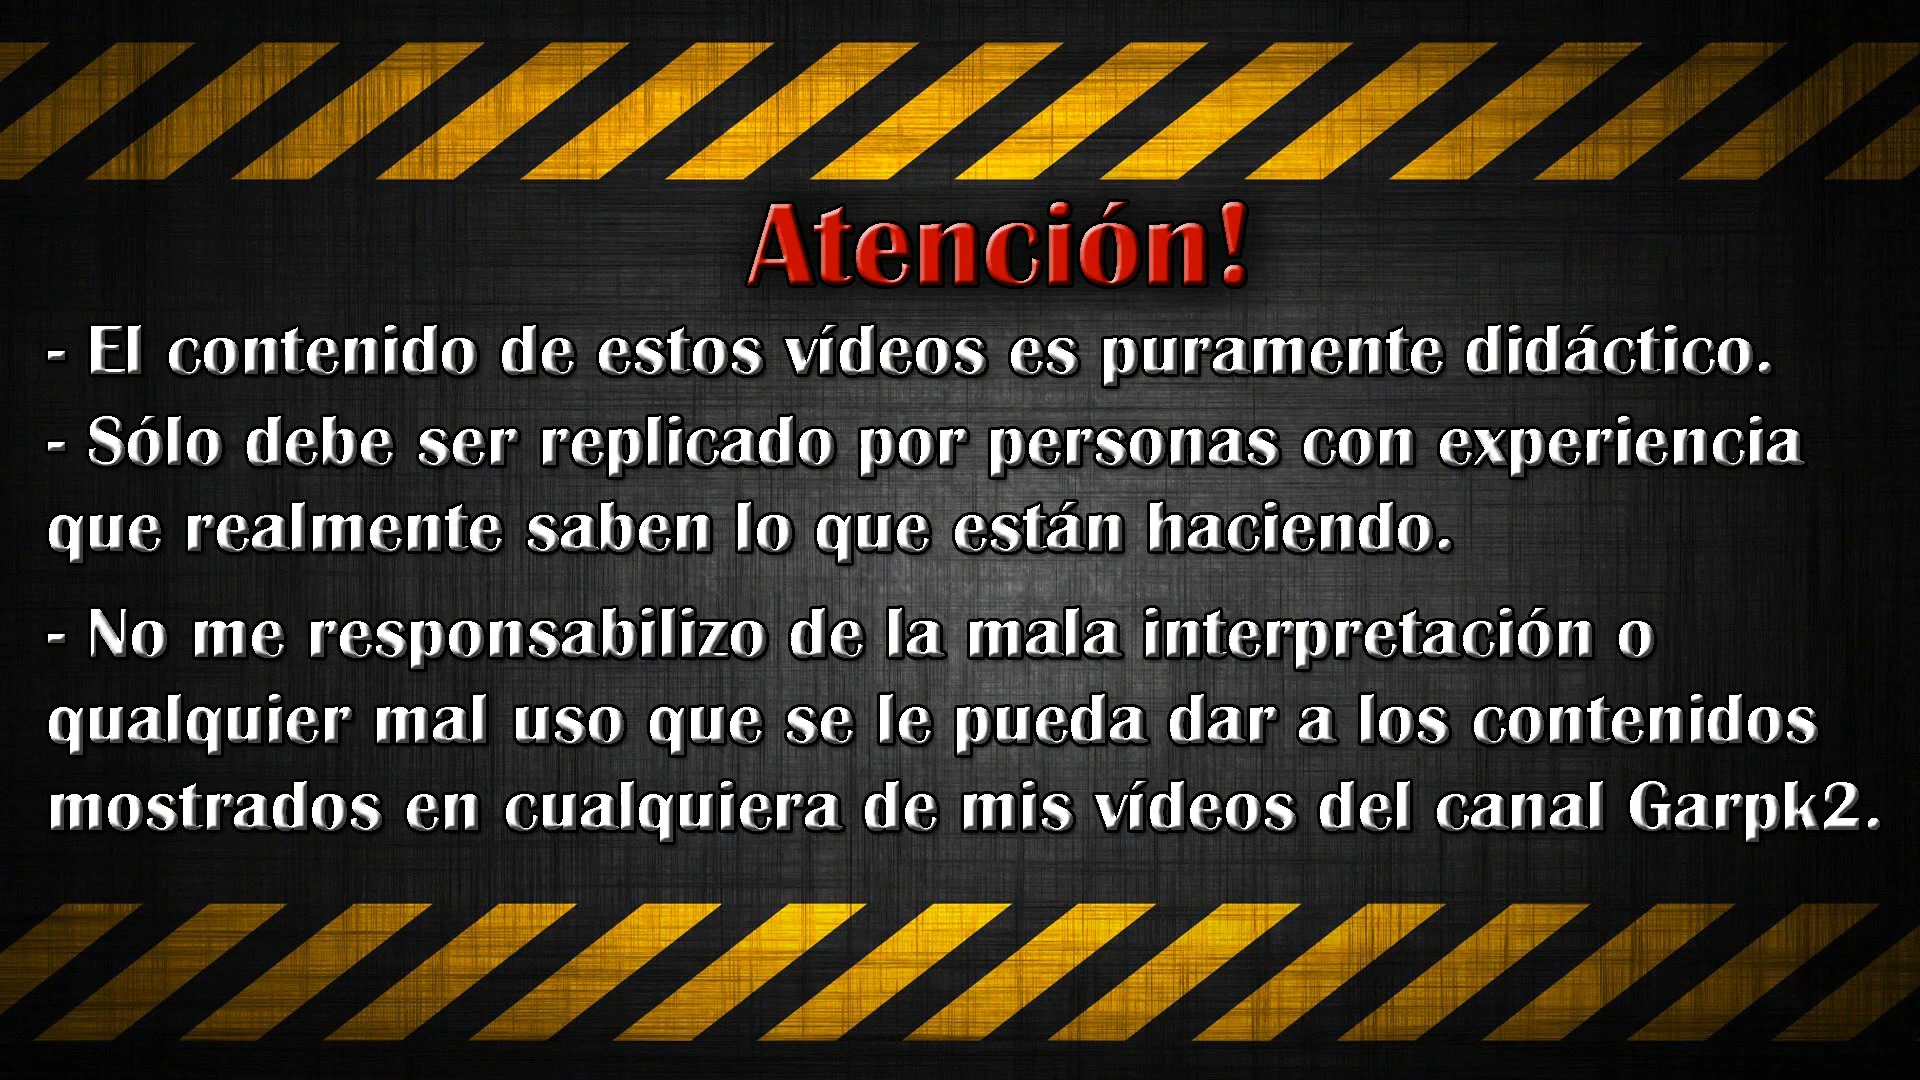 Atención!
- El contenido de estos vídeos es puramente didáctico.
- Sólo debe ser replicado por personas con experiencia
que realmente saben lo que están haciendo.
- No me responsabilizo de la mala interpretación o
qualquier mal uso que se le pueda dar a los contenidos
mostrados en cualquiera de mis vídeos del canal Garpk2.